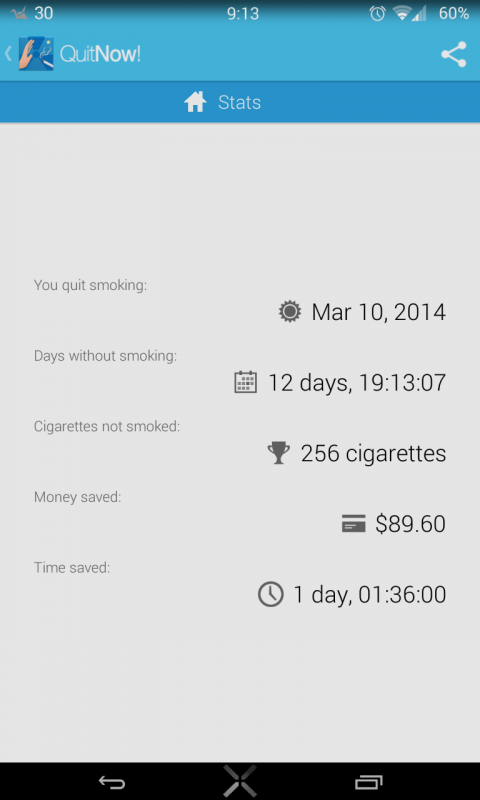 30 9:13 60%
QuitNow!
Stats
You quit smoking:
Mar 10, 2014
Days without smoking:
12 days, 19:13:07
Cigarettes not smoked:
256 cigarettes
Money saved:
$89.60
Time saved:
1 day, 01:36:00